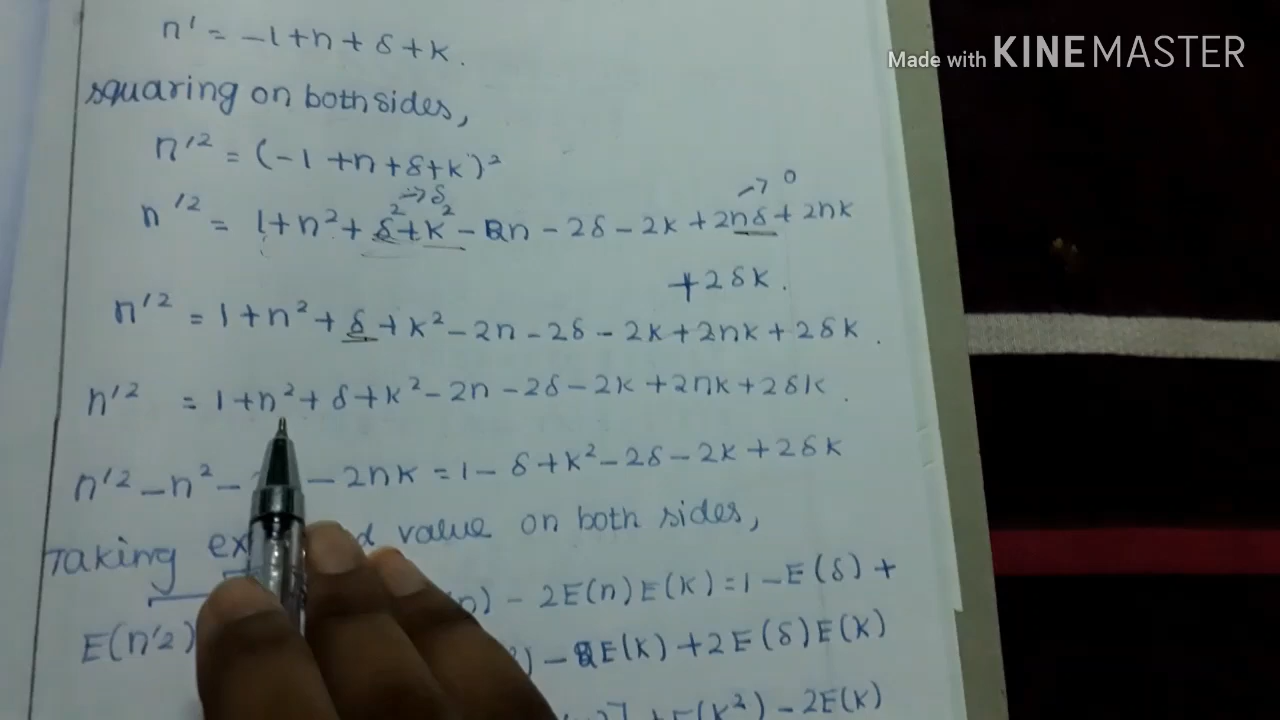 Made with KINEMASTER
n' = -1+n+δ+k.
squaring on both sides,
n'² = (-1+n+δ+k)²
→δ → 0
n'² = 1+n²+δ²+k²-2n-2δ-2k+2nδ+2nk
+2δk.
n'² = 1+n²+δ+k²-2n-2δ-2k+2nk+2δk.
n'² = 1+n²+δ+k²-2n-2δ-2k+2nk+2δk.
n'²-n²- -2nk = 1-δ+k²-2δ-2k+2δk
Taking value on both sides,
E(n'2) - 2E(n)E(k) = 1-E(δ)+
) - 2E(k)+2E(δ)E(k)
+E(k²)-2E(k)